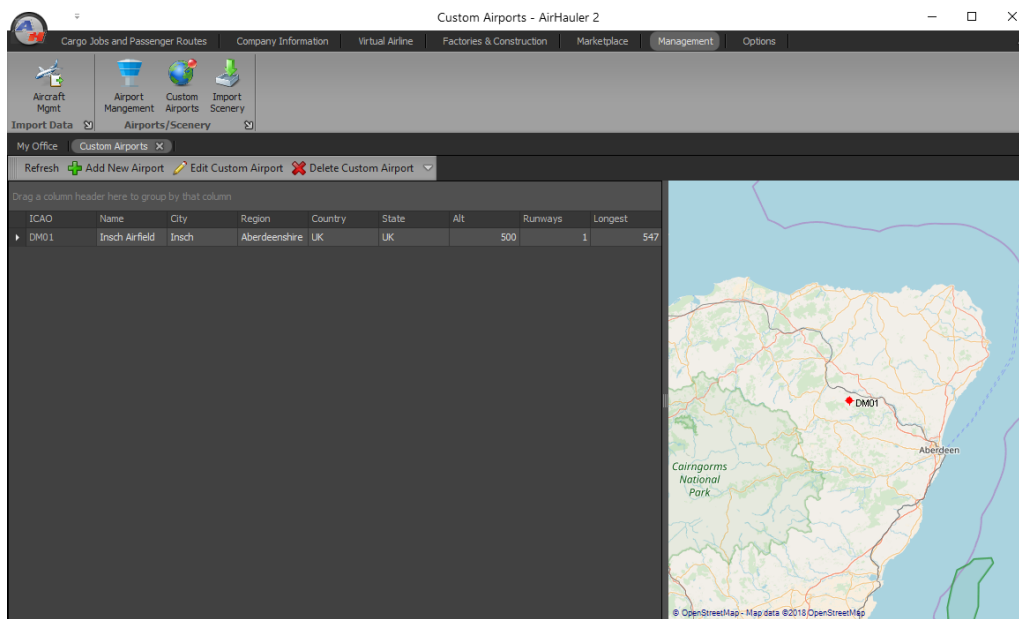 Custom Airports - AirHauler 2
Cargo Jobs and Passenger Routes Company Information Virtual Airline Factories & Construction Marketplace Management Options
Aircraft Mgmt
Airport Mangement
Custom Airports
Import Scenery
Import Data Airports/Scenery
My Office Custom Airports X
Refresh Add New Airport Edit Custom Airport Delete Custom Airport
Drag a column header here to group by that column
ICAO Name City Region Country State Alt Runways Longest
DM01 Insch Airfield Insch Aberdeenshire UK UK 500 1 547
DM01
Aberdeen
Cairngorms
National
Park
© OpenStreetMap - Map data ©2018 OpenStreetMap